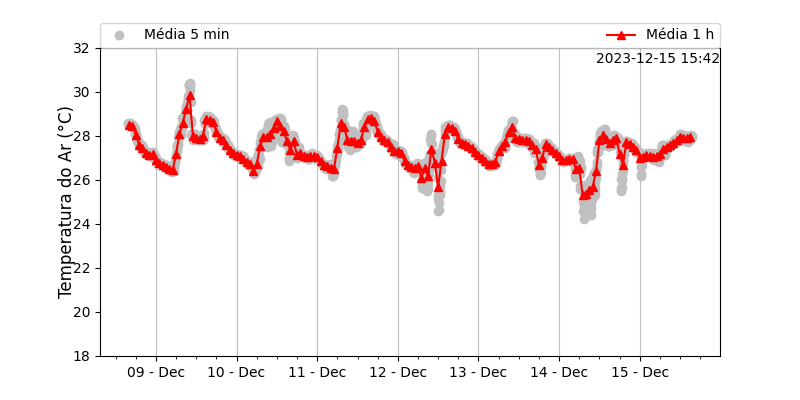 Média 5 min
Média 1 h
2023-12-15 15:42
Temperatura do Ar (°C)
32
30
28
26
24
22
20
18
09 - Dec
10 - Dec
11 - Dec
12 - Dec
13 - Dec
14 - Dec
15 - Dec